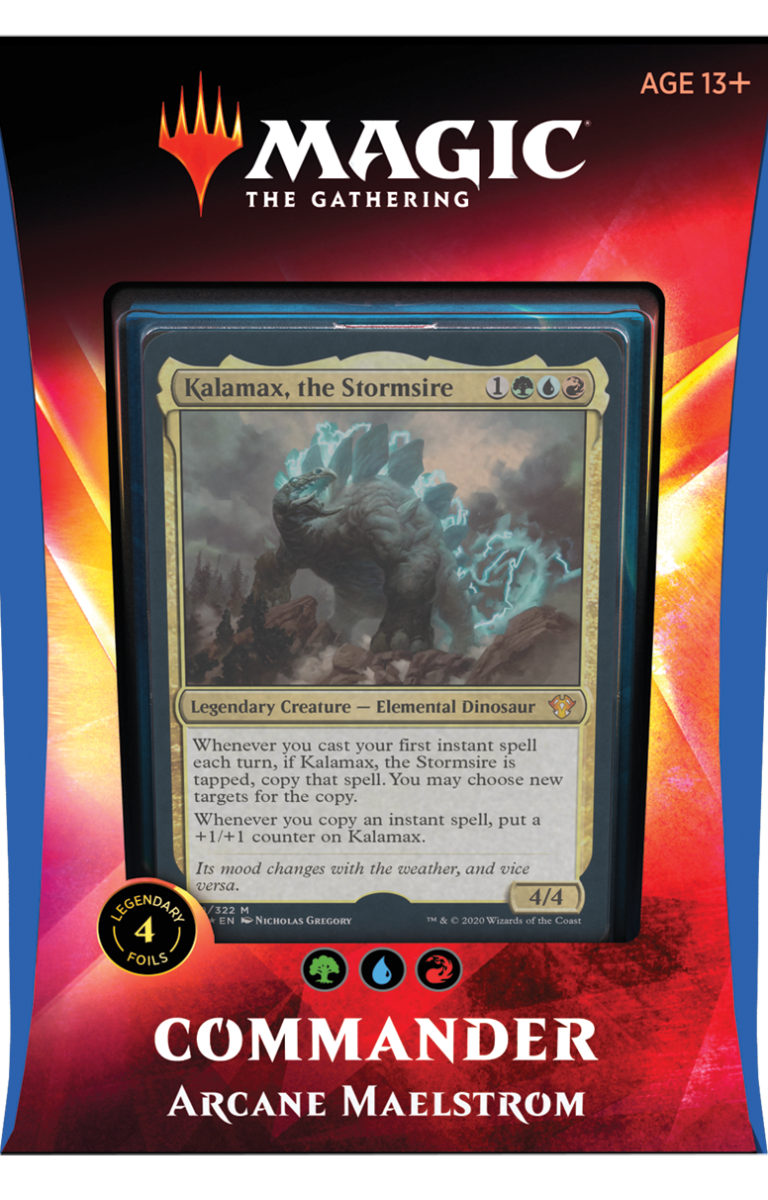 AGE 13+
MAGIC
THE GATHERING
Kalamax, the Stormsire 1
Legendary Creature — Elemental Dinosaur
Whenever you cast your first instant spell
each turn, if Kalamax, the Stormsire is
tapped, copy that spell. You may choose new
targets for the copy.
Whenever you copy an instant spell, put a
+1/+1 counter on Kalamax.
Its mood changes with the weather, and vice
versa.
4/4
/322 M
EN Nicholas Gregory ™ & © 2020 Wizards of the Coast
LEGENDARY
4
FOILS
COMMANDER
ARCANE MAELSTROM